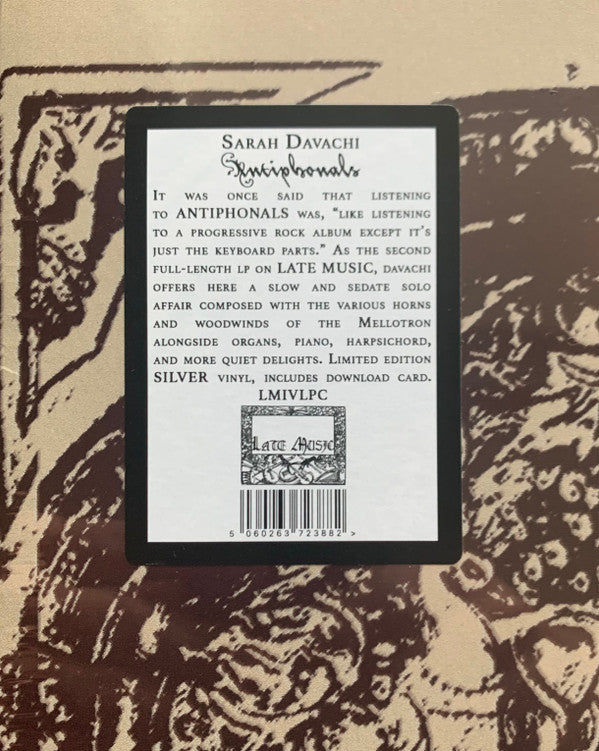 Sarah Davachi
Antiphonals
It was once said that listening
to ANTIPHONALS was, "like listening
to a progressive rock album except it's
just the keyboard parts." As the second
full-length LP on LATE MUSIC, davachi
offers here a slow and sedate solo
affair composed with the various horns
and woodwinds of the Mellotron
alongside organs, piano, harpsichord,
and more quiet delights. Limited edition
SILVER vinyl, includes download card.
LMIVLPC
Late Music
5 060263 723882 >